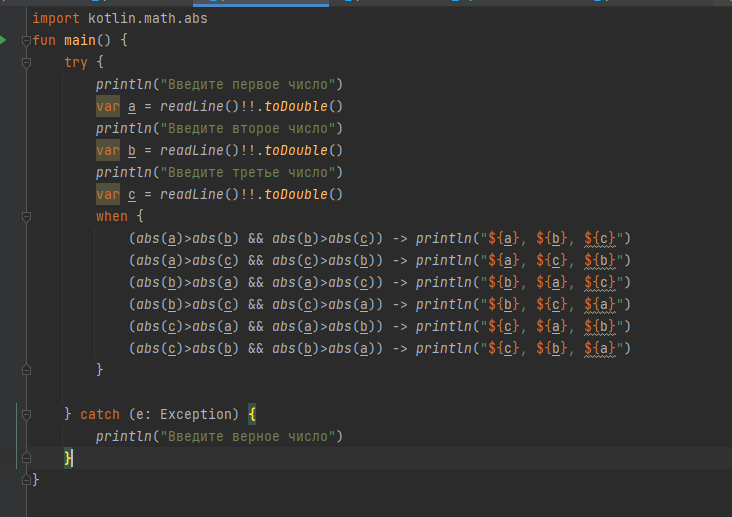 import kotlin.math.abs
fun main() {
try {
println("Введите первое число")
var a = readLine()!!.toDouble()
println("Введите второе число")
var b = readLine()!!.toDouble()
println("Введите третье число")
var c = readLine()!!.toDouble()
when {
(abs(a)>abs(b) && abs(b)>abs(c)) -> println("${a}, ${b}, ${c}")
(abs(a)>abs(c) && abs(c)>abs(b)) -> println("${a}, ${c}, ${b}")
(abs(b)>abs(a) && abs(a)>abs(c)) -> println("${b}, ${a}, ${c}")
(abs(b)>abs(c) && abs(c)>abs(a)) -> println("${b}, ${c}, ${a}")
(abs(c)>abs(a) && abs(a)>abs(b)) -> println("${c}, ${a}, ${b}")
(abs(c)>abs(b) && abs(b)>abs(a)) -> println("${c}, ${b}, ${a}")
}
} catch (e: Exception) {
println("Введите верное число")
}
}